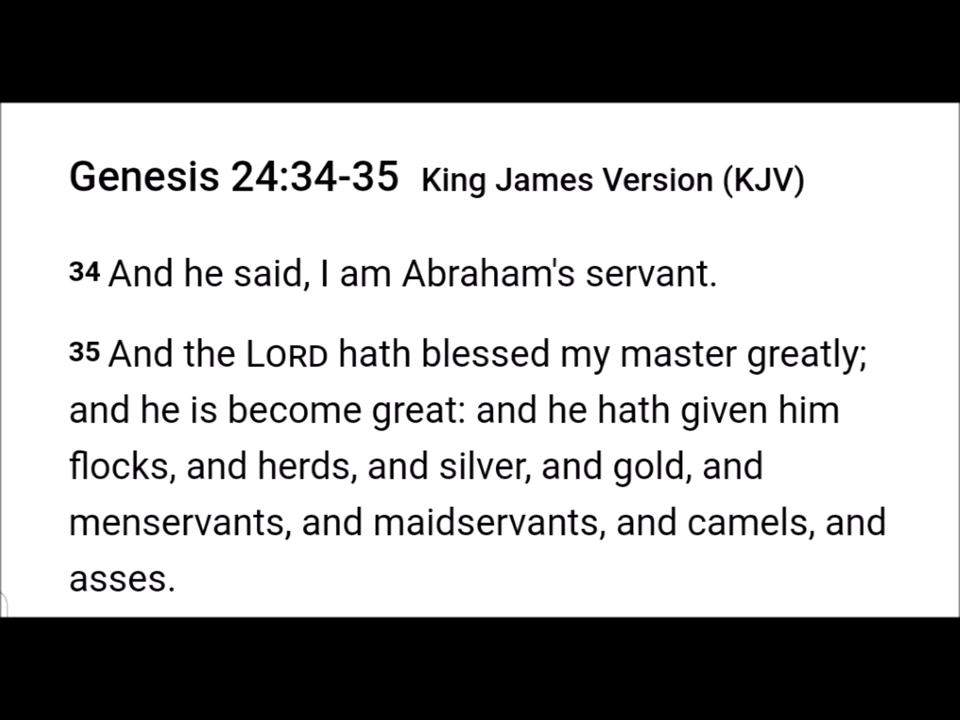 Genesis 24:34-35 King James Version (KJV)
34 And he said, I am Abraham's servant.
35 And the LORD hath blessed my master greatly;
and he is become great: and he hath given him
flocks, and herds, and silver, and gold, and
menservants, and maidservants, and camels, and
asses.